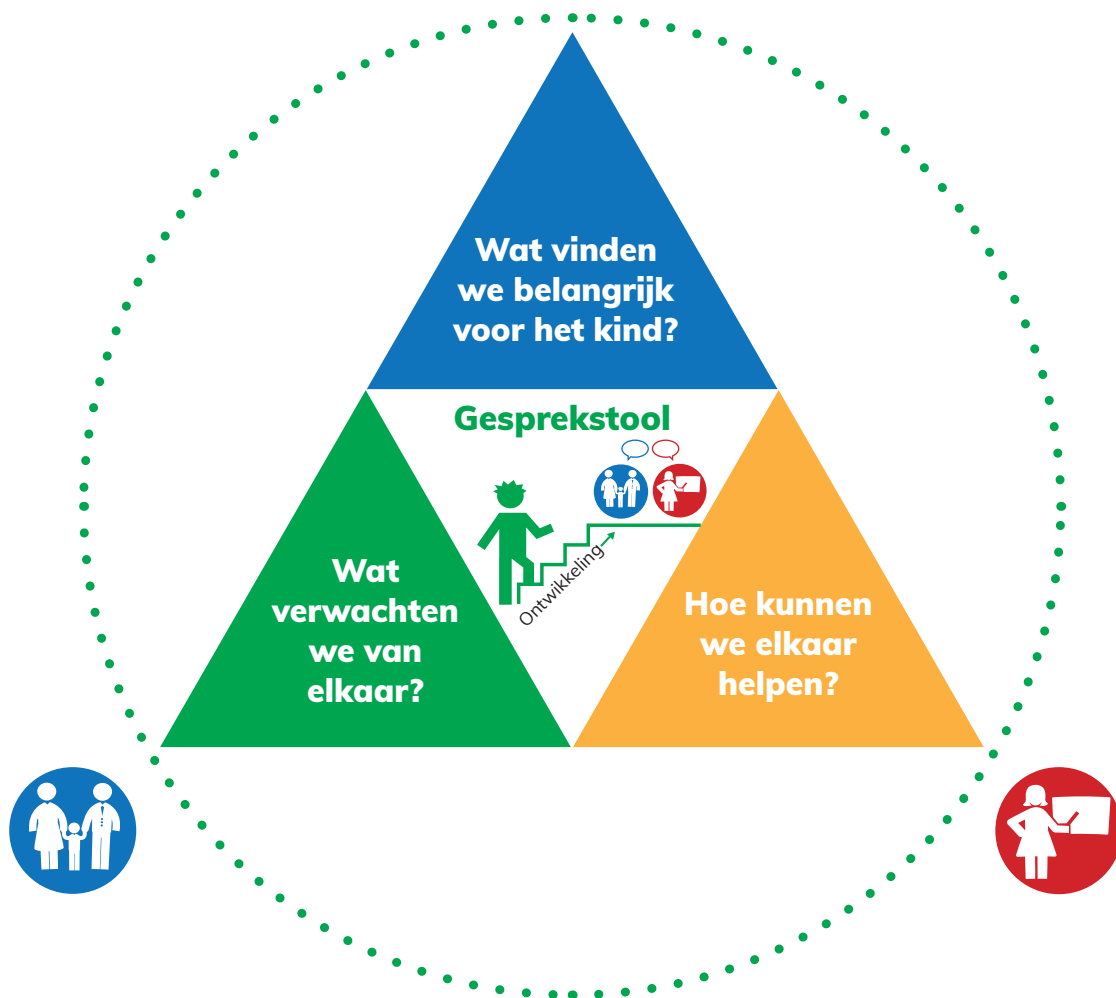 Wat vinden
we belangrijk
voor het kind?
Gesprekstool
Ontwikkeling
Wat
verwachten
we van
elkaar?
Hoe kunnen
we elkaar
helpen?